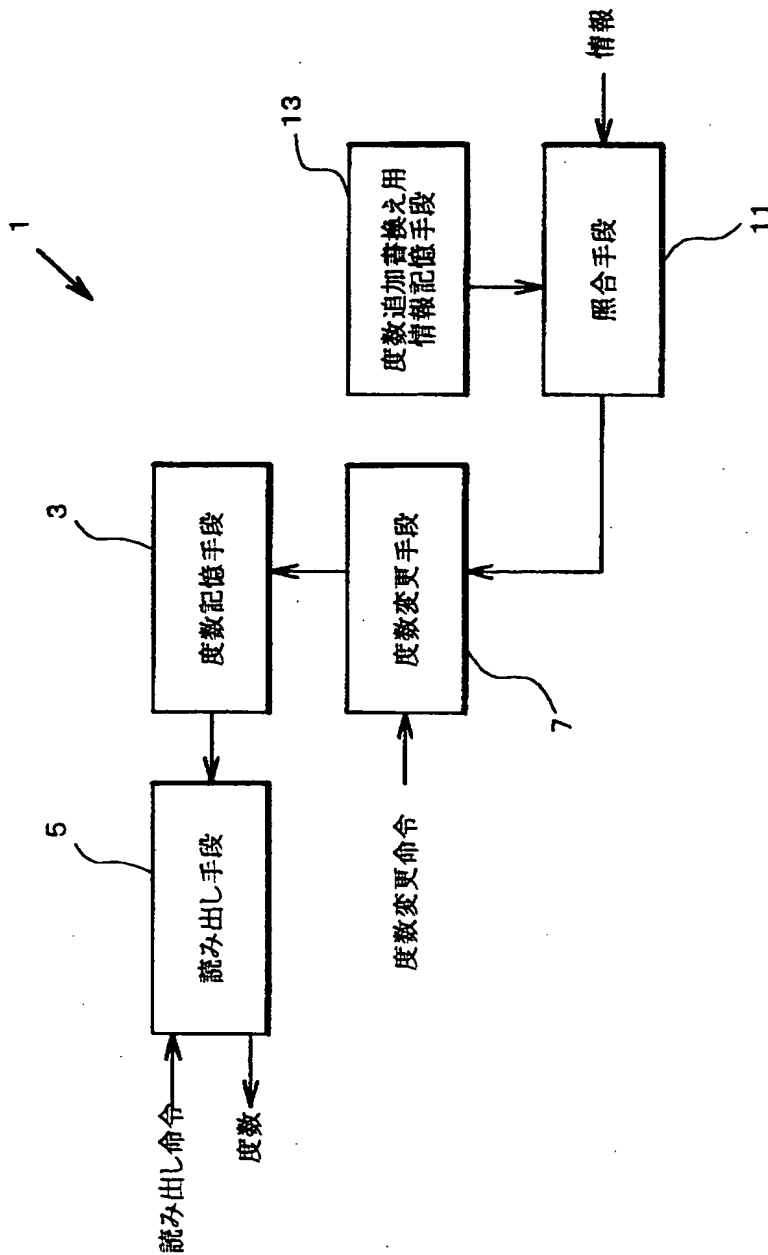 1
5
3
読み出し命令
度数
読み出し手段
度数記憶手段
13
度数変更命令
度数変更手段
度数追加書換え用
情報記憶手段
7
照合手段
情報
11